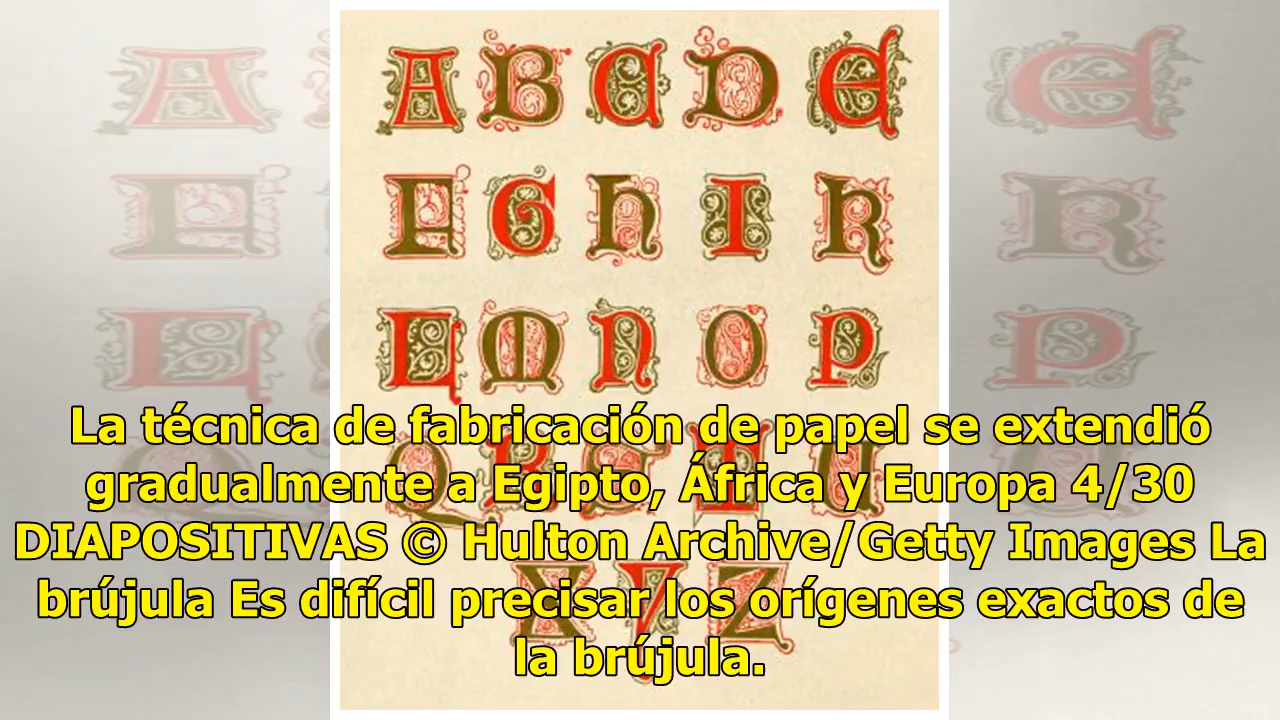 A B C D E
F G H I K
L M N O P
Q R S T U
X Y Z
La técnica de fabricación de papel se extendió
gradualmente a Egipto, África y Europa 4/30
DIAPOSITIVAS © Hulton Archive/Getty Images La
brújula Es difícil precisar los orígenes exactos de
la brújula.